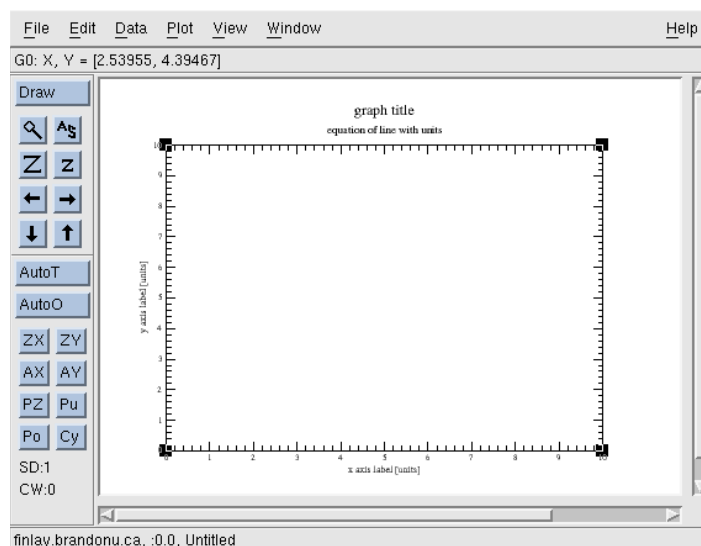 File Edit Data Plot View Window Help
G0: X, Y = [2.53955, 4.39467]
Draw
AS
Z z
AutoT
AutoO
ZX ZY
AX AY
PZ Pu
Po Cy
SD:1
CW:0
graph title
equation of line with units
10
9
8
7
6
5
4
3
2
1
0 1 2 3 4 5 6 7 8 9 10
y axis label [units]
x axis label [units]
finlay.brandonu.ca, :0.0, Untitled